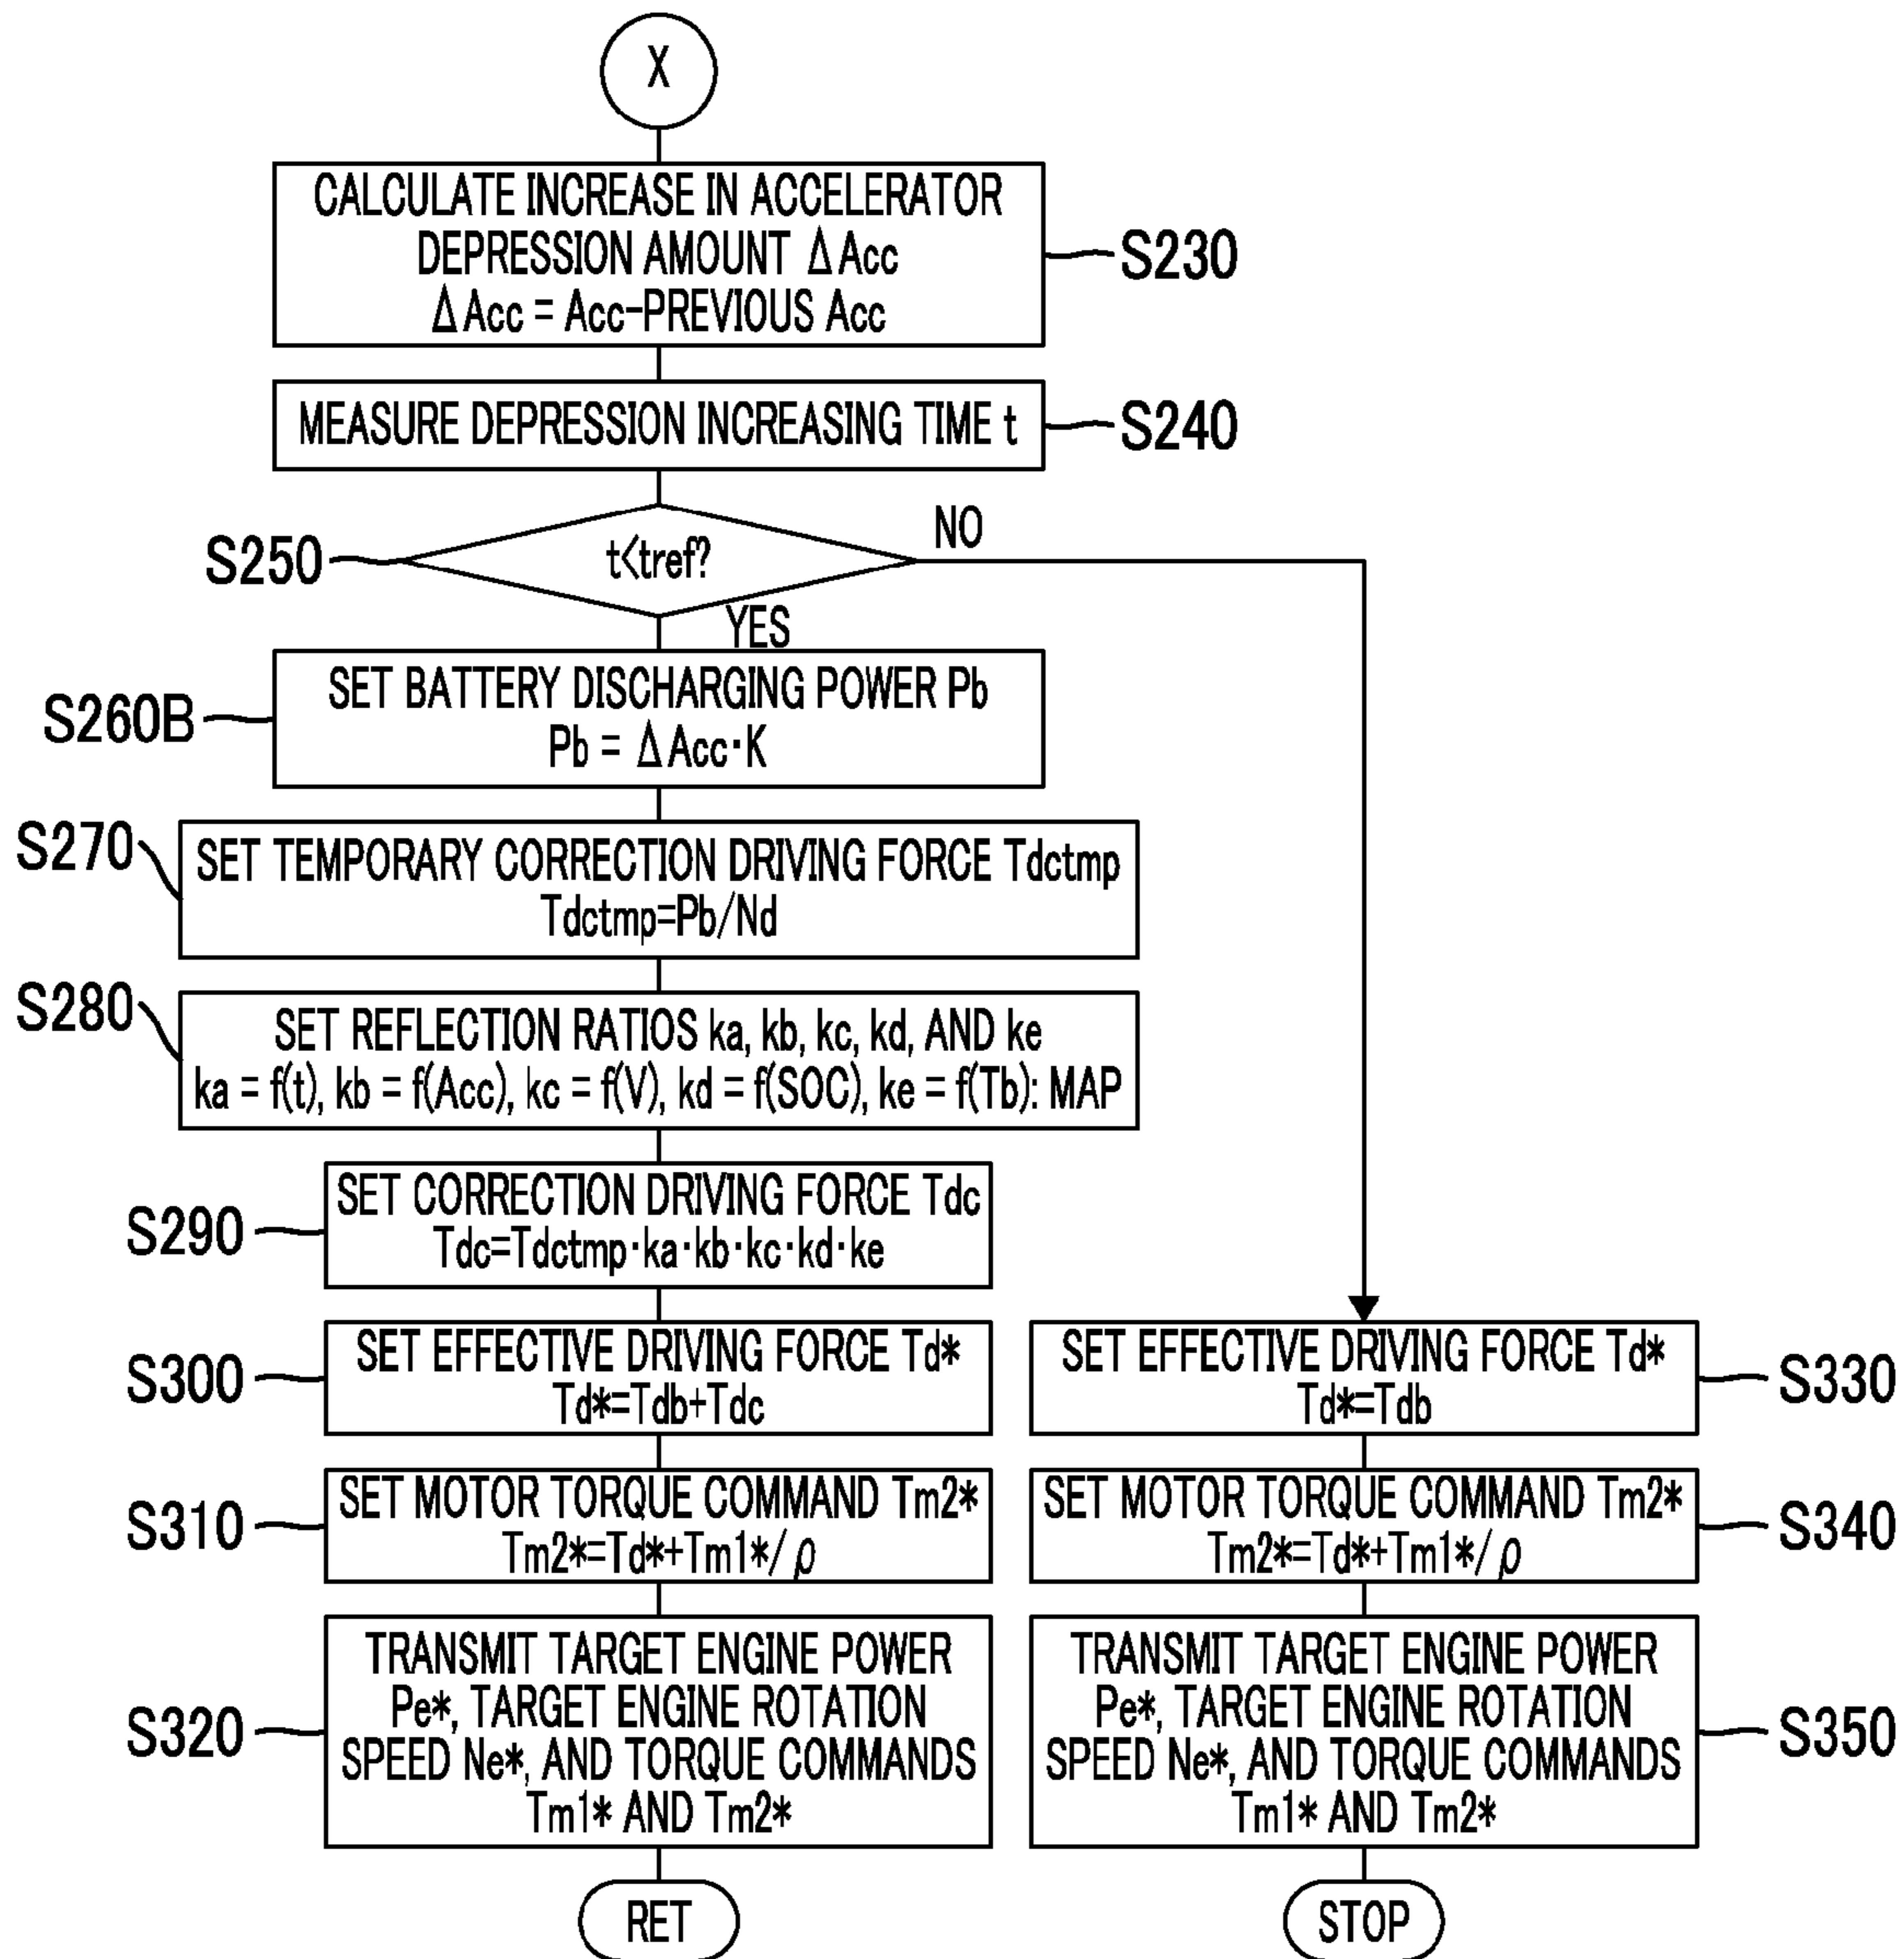 X
CALCULATE INCREASE IN ACCELERATOR
DEPRESSION AMOUNT ΔAcc
ΔAcc = Acc-PREVIOUS Acc
S230
MEASURE DEPRESSION INCREASING TIME t
S240
S250
t<tref?
NO
YES
S260B
SET BATTERY DISCHARGING POWER Pb
Pb = ΔAcc·K
S270
SET TEMPORARY CORRECTION DRIVING FORCE Tdctmp
Tdctmp=Pb/Nd
S280
SET REFLECTION RATIOS ka, kb, kc, kd, AND ke
ka = f(t), kb = f(Acc), kc = f(V), kd = f(SOC), ke = f(Tb): MAP
S290
SET CORRECTION DRIVING FORCE Tdc
Tdc=Tdctmp·ka·kb·kc·kd·ke
S300
SET EFFECTIVE DRIVING FORCE Td*
Td*=Tdb+Tdc
S310
SET MOTOR TORQUE COMMAND Tm2*
Tm2*=Td*+Tm1*/ρ
S320
TRANSMIT TARGET ENGINE POWER
Pe*, TARGET ENGINE ROTATION
SPEED Ne*, AND TORQUE COMMANDS
Tm1* AND Tm2*
RET
SET EFFECTIVE DRIVING FORCE Td*
Td*=Tdb
S330
SET MOTOR TORQUE COMMAND Tm2*
Tm2*=Td*+Tm1*/ρ
S340
TRANSMIT TARGET ENGINE POWER
Pe*, TARGET ENGINE ROTATION
SPEED Ne*, AND TORQUE COMMANDS
Tm1* AND Tm2*
S350
STOP